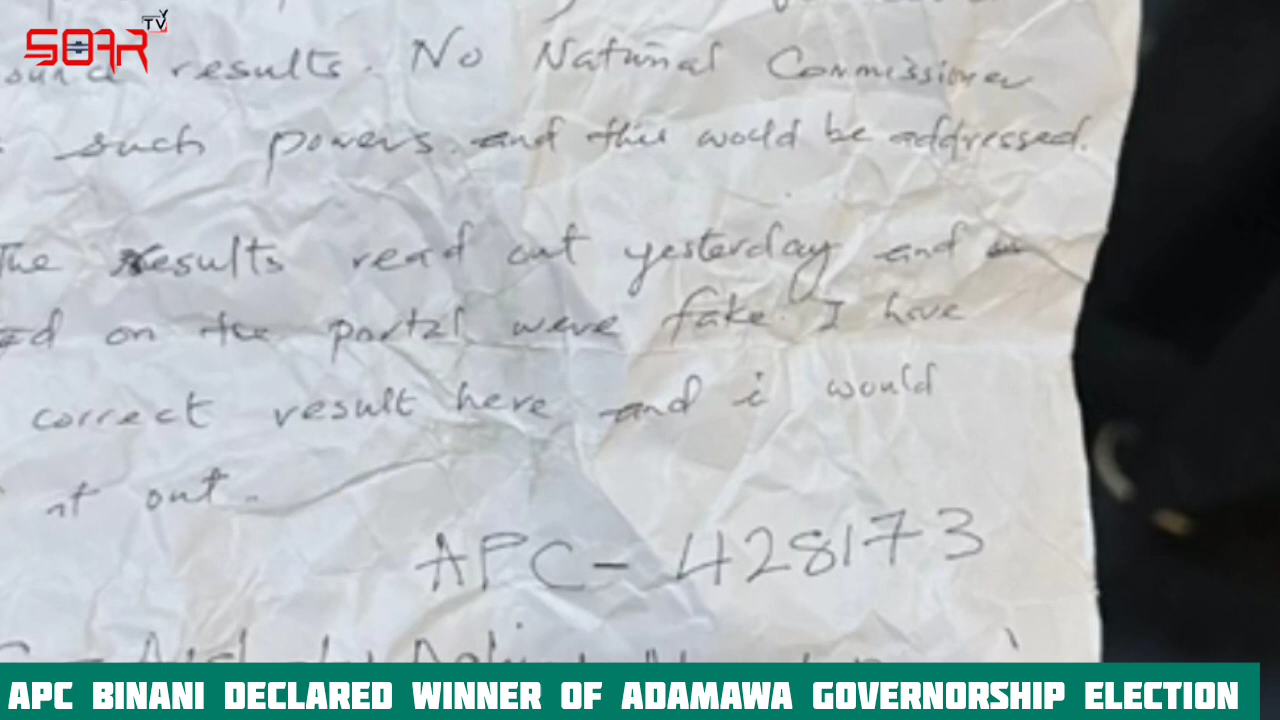 SOAR TV
results. No National Commissioner
such powers and this would be addressed.
The results read out yesterday and
on the portal were fake. I have
correct result here and i would
out.
APC - 428173
APC BINANI DECLARED WINNER OF ADAMAWA GOVERNORSHIP ELECTION